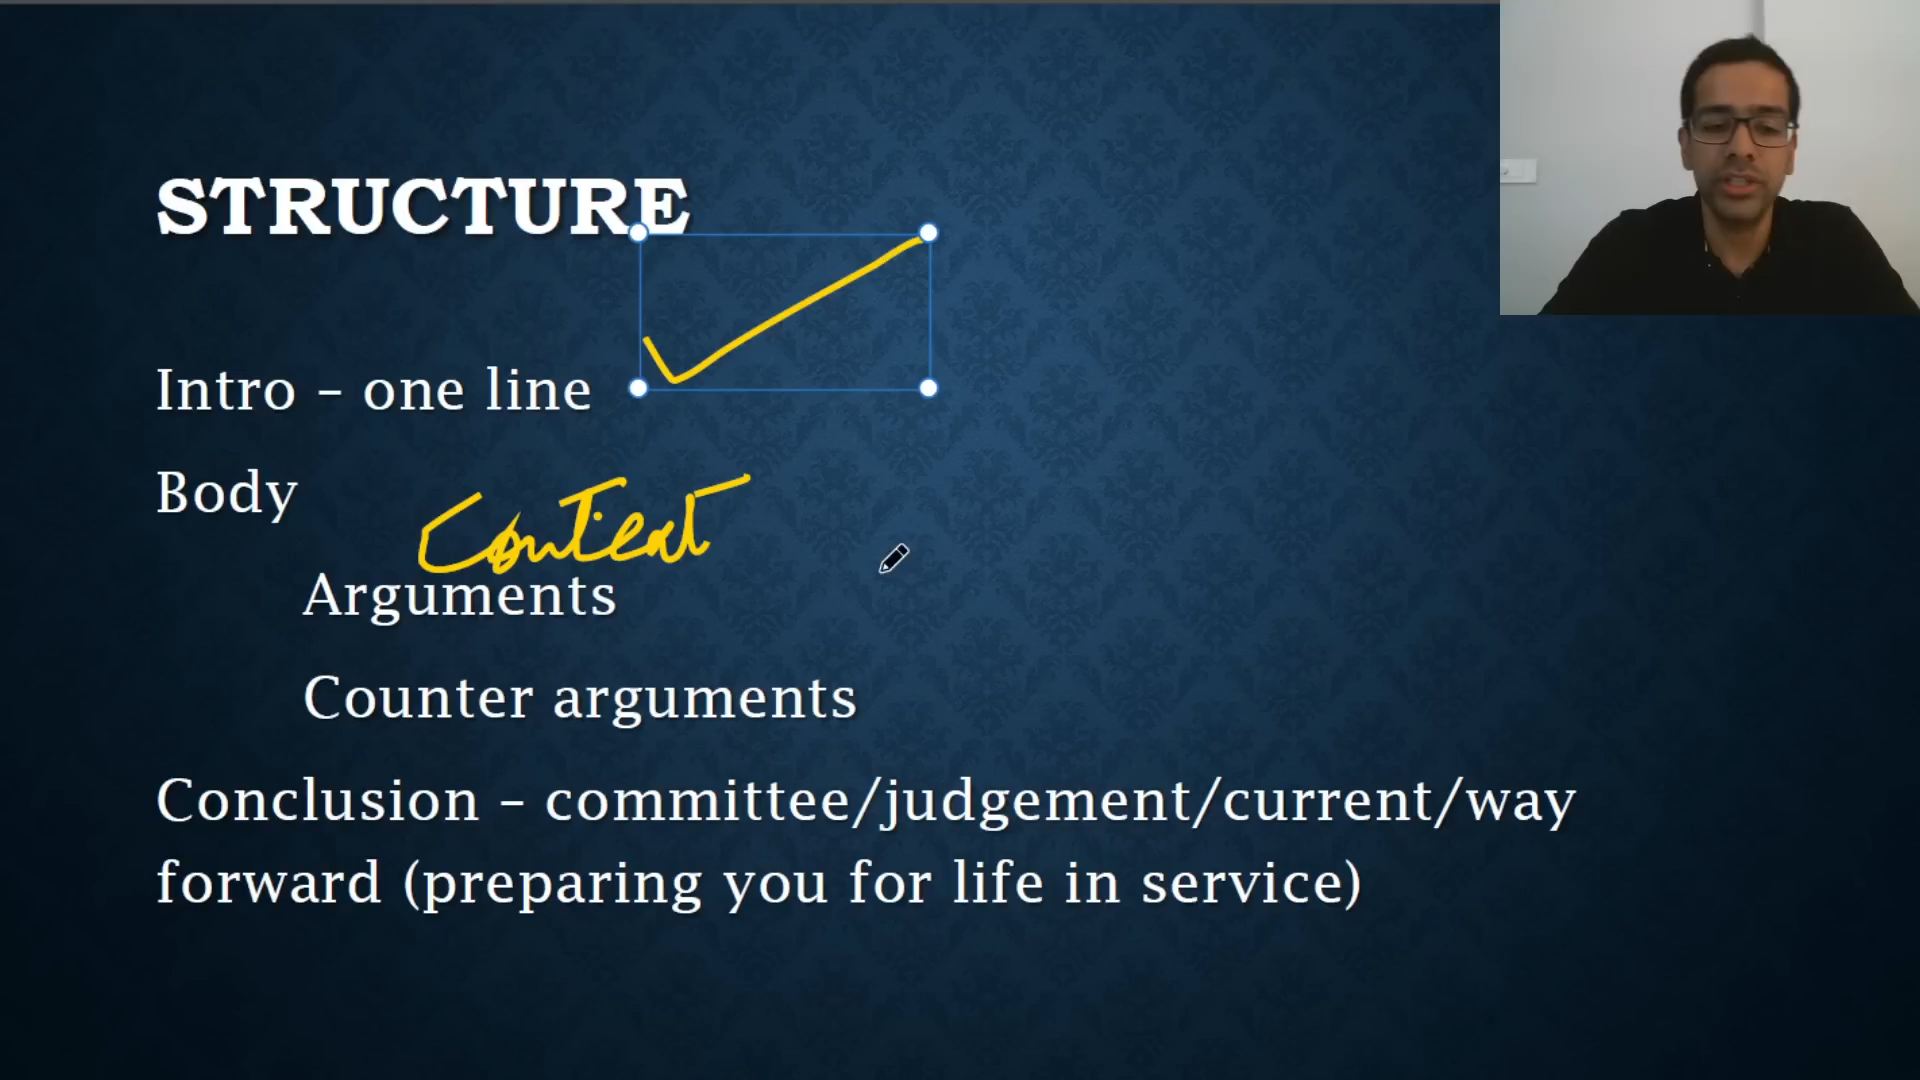 STRUCTURE
Intro – one line
Body
Context
Arguments
Counter arguments
Conclusion – committee/judgement/current/way
forward (preparing you for life in service)